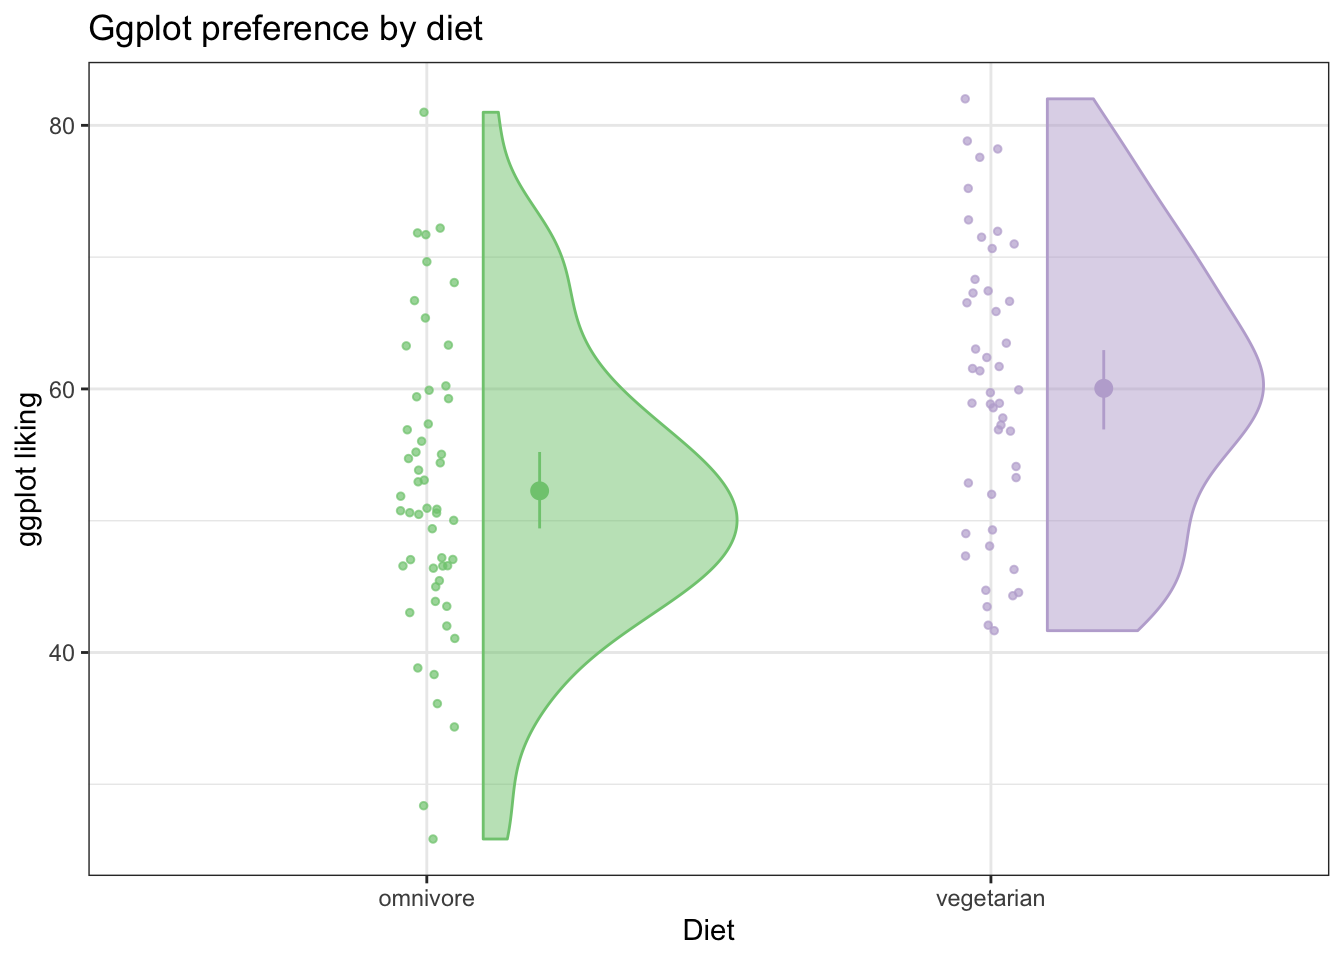 Ggplot preference by diet
80
60
40
ggplot liking
omnivore
vegetarian
Diet